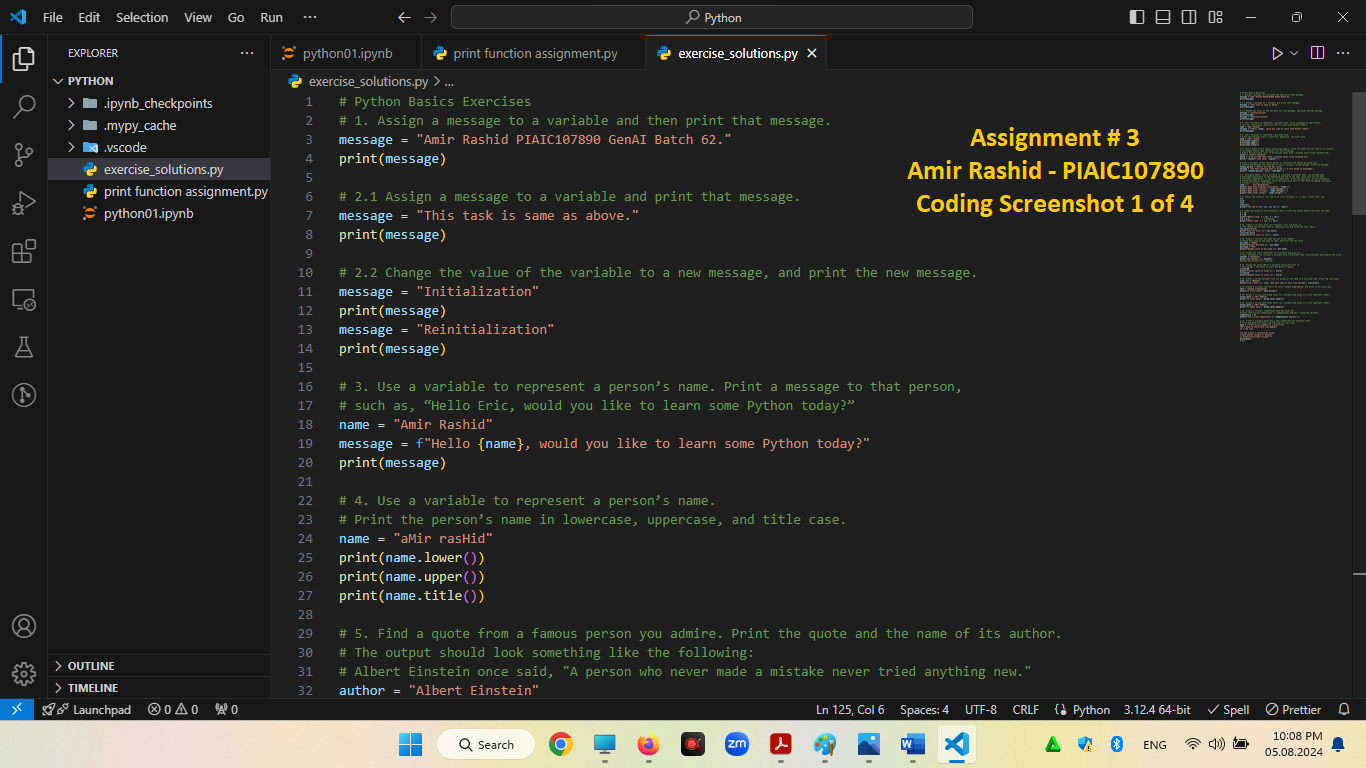 File Edit Selection View Go Run ···
Python
EXPLORER ···
PYTHON
.ipynb_checkpoints
.mypy_cache
.vscode
exercise_solutions.py
print function assignment.py
python01.ipynb
OUTLINE
TIMELINE
python01.ipynb print function assignment.py exercise_solutions.py
exercise_solutions.py > ...
1 # Python Basics Exercises
2 # 1. Assign a message to a variable and then print that message.
3 message = "Amir Rashid PIAIC107890 GenAI Batch 62."
4 print(message)
5
6 # 2.1 Assign a message to a variable and print that message.
7 message = "This task is same as above."
8 print(message)
9
10 # 2.2 Change the value of the variable to a new message, and print the new message.
11 message = "Initialization"
12 print(message)
13 message = "Reinitialization"
14 print(message)
15
16 # 3. Use a variable to represent a person’s name. Print a message to that person,
17 # such as, “Hello Eric, would you like to learn some Python today?”
18 name = "Amir Rashid"
19 message = f"Hello {name}, would you like to learn some Python today?"
20 print(message)
21
22 # 4. Use a variable to represent a person’s name.
23 # Print the person’s name in lowercase, uppercase, and title case.
24 name = "aMir rasHid"
25 print(name.lower())
26 print(name.upper())
27 print(name.title())
28
29 # 5. Find a quote from a famous person you admire. Print the quote and the name of its author.
30 # The output should look something like the following:
31 # Albert Einstein once said, "A person who never made a mistake never tried anything new."
32 author = "Albert Einstein"
Assignment # 3
Amir Rashid - PIAIC107890
Coding Screenshot 1 of 4
Launchpad 0 0 0 Ln 125, Col 6 Spaces: 4 UTF-8 CRLF Python 3.12.4 64-bit Spell Prettier
Search zm W ENG 10:08 PM
05.08.2024